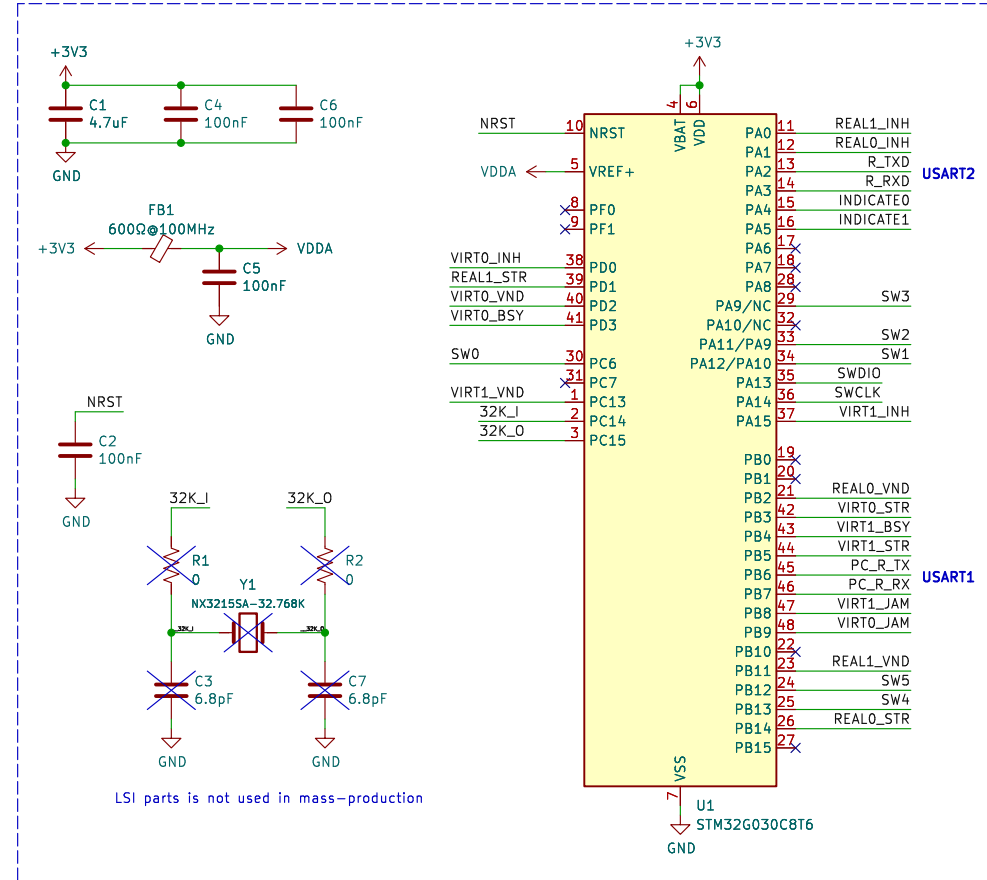 +3V3
C1
4.7uF
C4
100nF
C6
100nF
GND
FB1
600Ω@100MHz
+3V3
VDDA
C5
100nF
GND
NRST
C2
100nF
GND
32K_I
32K_O
R1
0
R2
0
Y1
NX3215SA-32.768K
_32K_I
_32K_O
C3
6.8pF
C7
6.8pF
GND
GND
LSI parts is not used in mass-production
+3V3
4
6
VBAT
VDD
NRST 10 NRST
VDDA 5 VREF+
8 PF0
9 PF1
VIRT0_INH 38 PD0
REAL1_STR 39 PD1
VIRT0_VND 40 PD2
VIRT0_BSY 41 PD3
SW0 30 PC6
31 PC7
VIRT1_VND 1 PC13
32K_I 2 PC14
32K_O 3 PC15
PA0 11 REAL1_INH
PA1 12 REAL0_INH
PA2 13 R_TXD
USART2
PA3 14 R_RXD
PA4 15 INDICATE0
PA5 16 INDICATE1
PA6 17
PA7 18
PA8 28
PA9/NC 29 SW3
PA10/NC 32
PA11/PA9 33 SW2
PA12/PA10 34 SW1
PA13 35 SWDIO
PA14 36 SWCLK
PA15 37 VIRT1_INH
PB0 19
PB1 20
PB2 21 REAL0_VND
PB3 42 VIRT0_STR
PB4 43 VIRT1_BSY
PB5 44 VIRT1_STR
PB6 45 PC_R_TX
USART1
PB7 46 PC_R_RX
PB8 47 VIRT1_JAM
PB9 48 VIRT0_JAM
PB10 22
PB11 23 REAL1_VND
PB12 24 SW5
PB13 25 SW4
PB14 26 REAL0_STR
PB15 27
VSS
7
U1
STM32G030C8T6
GND